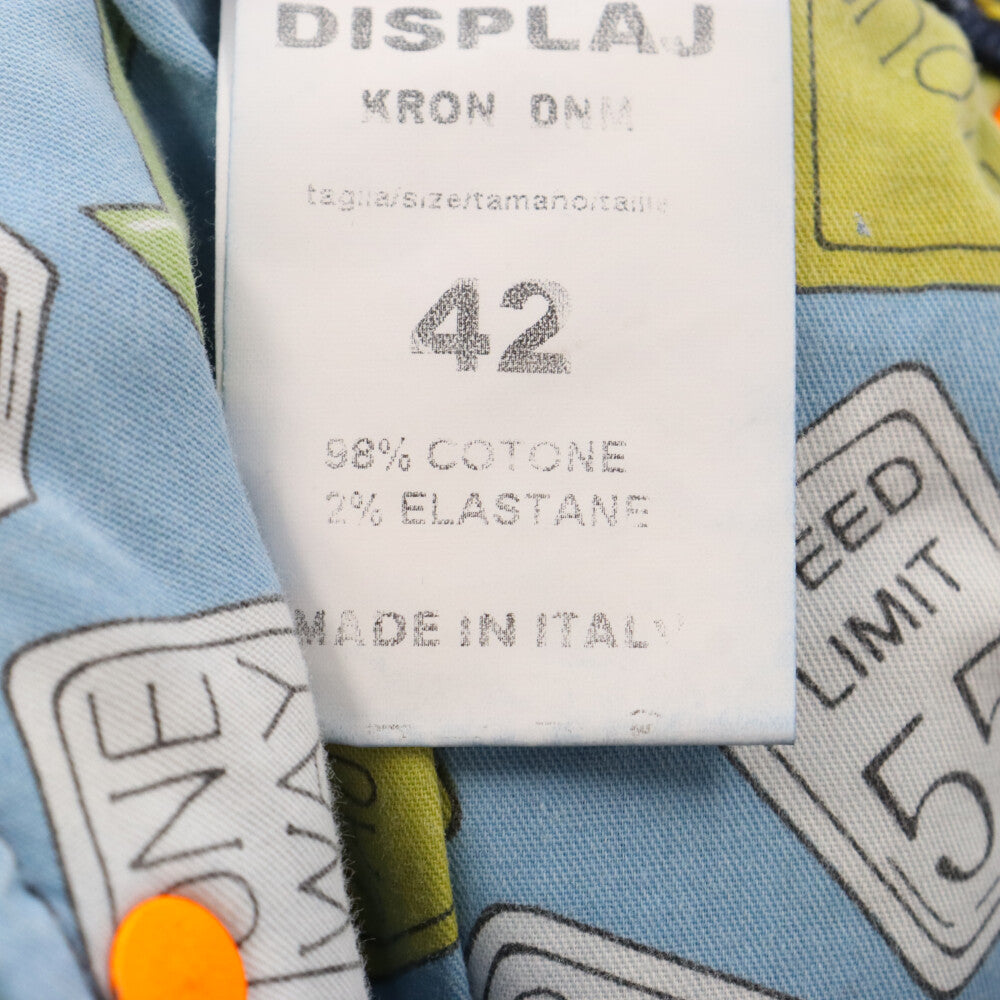 DISPLAJ
KRON DNM
taglia/size/tamano/taille
42
98% COTONE
2% ELASTANE
MADE IN ITALY
EED
LIMIT
55
ONE
WAY